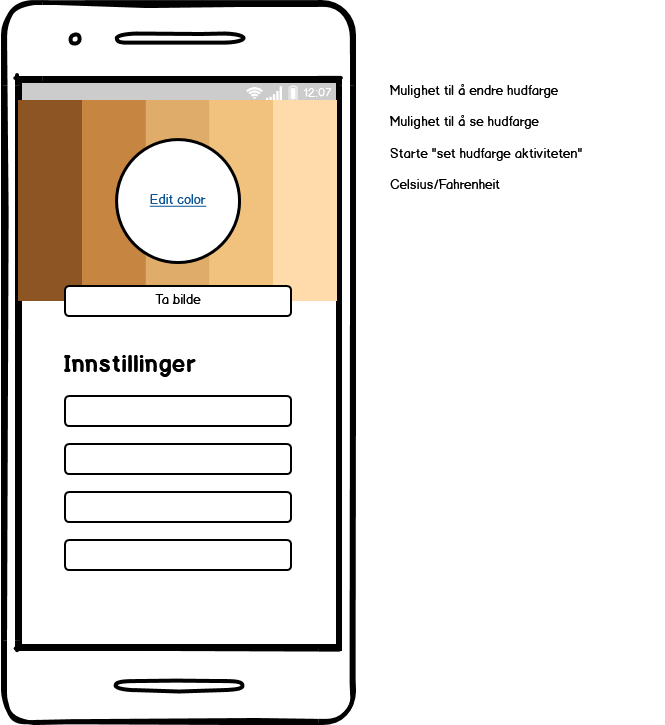 12:07
Edit color
Ta bilde
Innstillinger
Mulighet til å endre hudfarge
Mulighet til å se hudfarge
Starte "set hudfarge aktiviteten"
Celsius/Fahrenheit